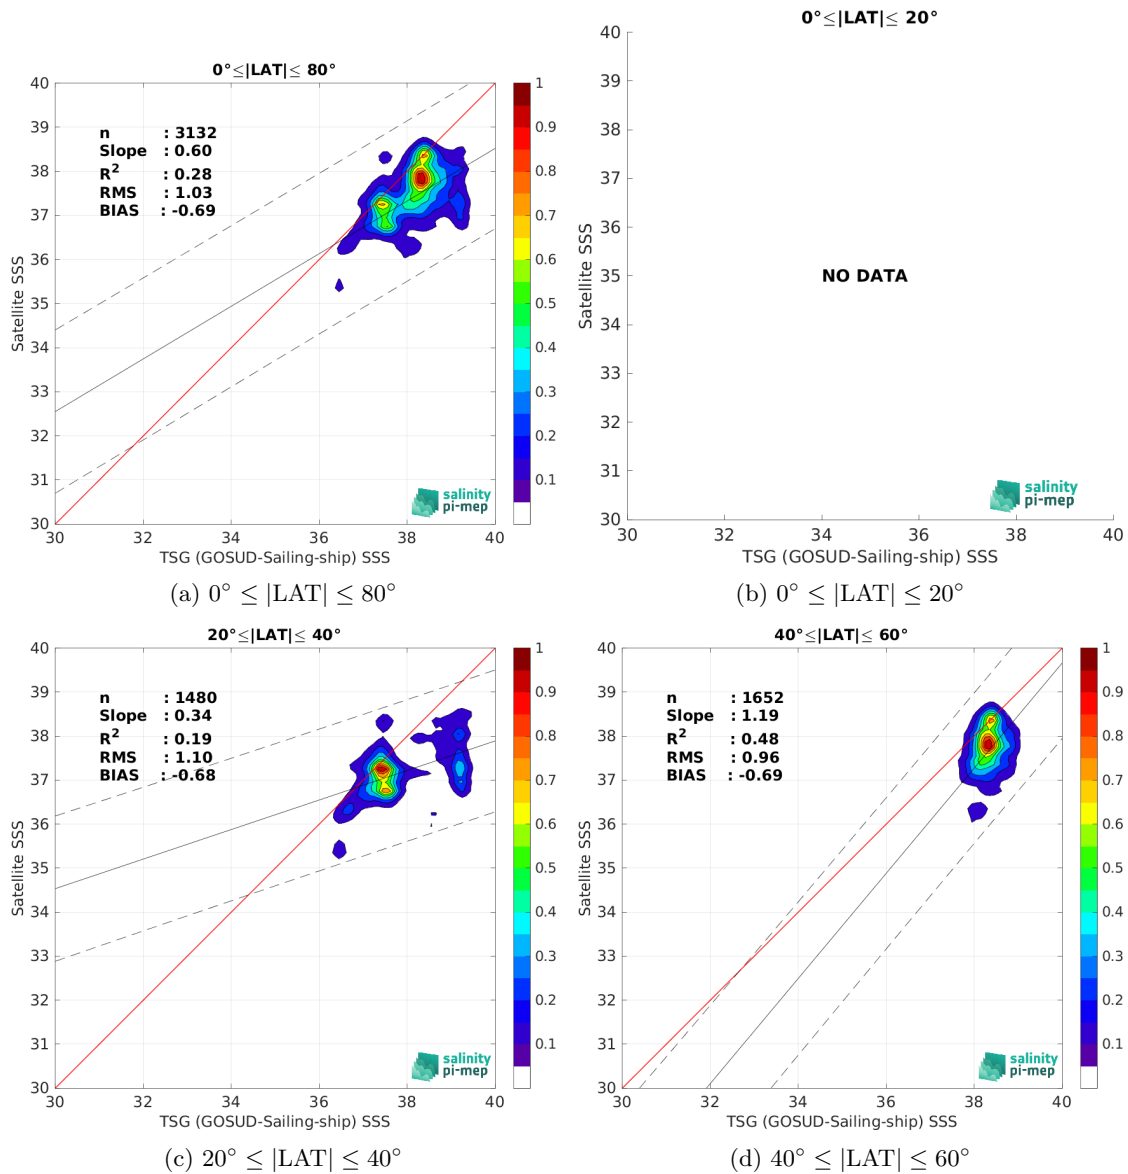 0°≤|LAT|≤ 80°
40
39
38
37
36
35
34
33
32
31
30
30
32
34
36
38
40
Satellite SSS
TSG (GOSUD-Sailing-ship) SSS
n : 3132
Slope : 0.60
R² : 0.28
RMS : 1.03
BIAS : -0.69
1
0.9
0.8
0.7
0.6
0.5
0.4
0.3
0.2
0.1
salinity
pi-mep
(a) 0° ≤ |LAT| ≤ 80°
0°≤|LAT|≤ 20°
40
39
38
37
36
35
34
33
32
31
30
30
32
34
36
38
40
Satellite SSS
TSG (GOSUD-Sailing-ship) SSS
NO DATA
salinity
pi-mep
(b) 0° ≤ |LAT| ≤ 20°
20°≤|LAT|≤ 40°
40
39
38
37
36
35
34
33
32
31
30
30
32
34
36
38
40
Satellite SSS
TSG (GOSUD-Sailing-ship) SSS
n : 1480
Slope : 0.34
R² : 0.19
RMS : 1.10
BIAS : -0.68
1
0.9
0.8
0.7
0.6
0.5
0.4
0.3
0.2
0.1
salinity
pi-mep
(c) 20° ≤ |LAT| ≤ 40°
40°≤|LAT|≤ 60°
40
39
38
37
36
35
34
33
32
31
30
30
32
34
36
38
40
Satellite SSS
TSG (GOSUD-Sailing-ship) SSS
n : 1652
Slope : 1.19
R² : 0.48
RMS : 0.96
BIAS : -0.69
1
0.9
0.8
0.7
0.6
0.5
0.4
0.3
0.2
0.1
salinity
pi-mep
(d) 40° ≤ |LAT| ≤ 60°